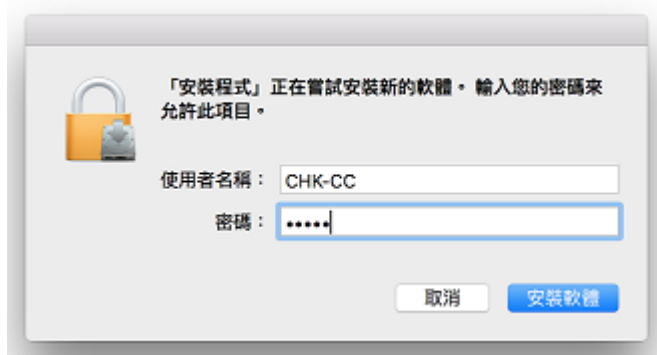 「安裝程式」正在嘗試安裝新的軟體。 輸入您的密碼來
允許此項目。
使用者名稱： CHK-CC
密碼： •••••
取消 安裝軟體